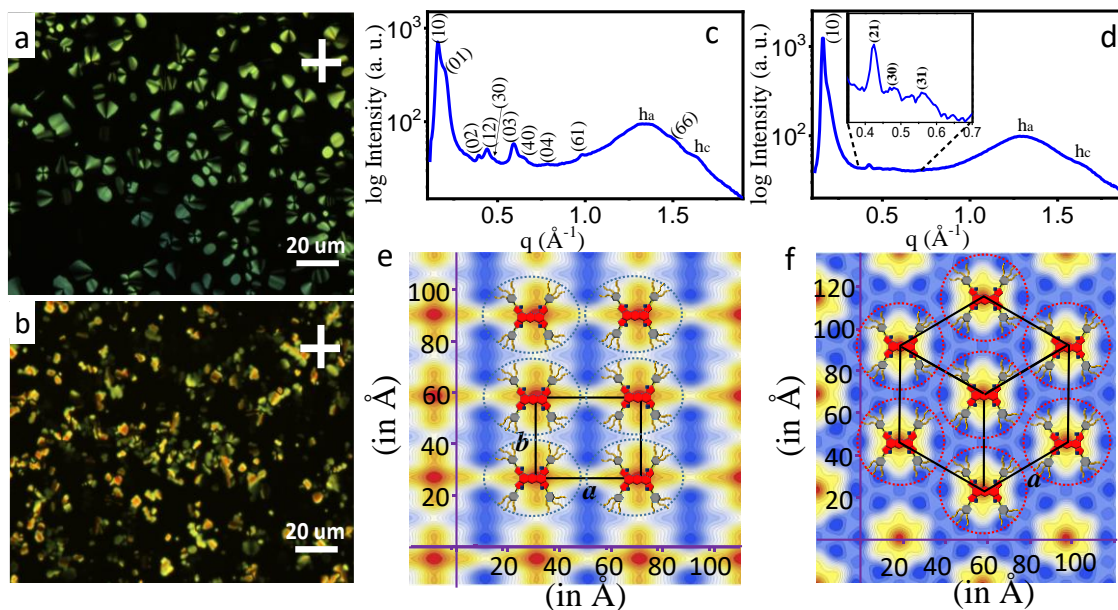 a
20 um
b
20 um
c
log Intensity (a. u.)
10³
10²
(10)
(01)
(02)
(12)
(30)
(03)
(40)
(04)
(61)
ha
(66)
hc
0.5
1.0
1.5
q (Å⁻¹)
d
log Intensity (a. u.)
10³
10²
(10)
(21)
(30)
(31)
0.4
0.5
0.6
0.7
ha
hc
0.5
1.0
1.5
q (Å⁻¹)
e
(in Å)
100
80
60
40
20
b
a
20
40
60
80
100
(in Å)
f
(in Å)
120
100
80
60
40
20
a
20
40
60
80
100
(in Å)